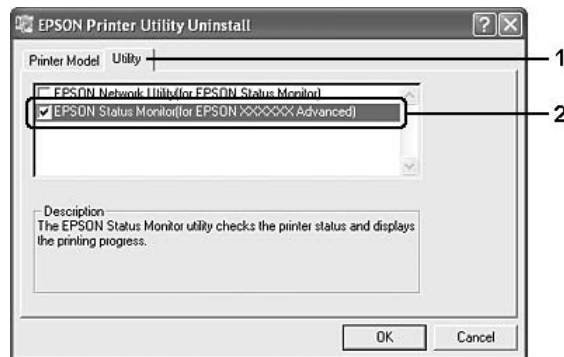 EPSON Printer Utility Uninstall
Printer Model Utility
1
EPSON Network Utility(for EPSON Status Monitor)
EPSON Status Monitor(for EPSON XXXXXX Advanced)
2
Description
The EPSON Status Monitor utility checks the printer status and displays
the printing progress.
OK Cancel